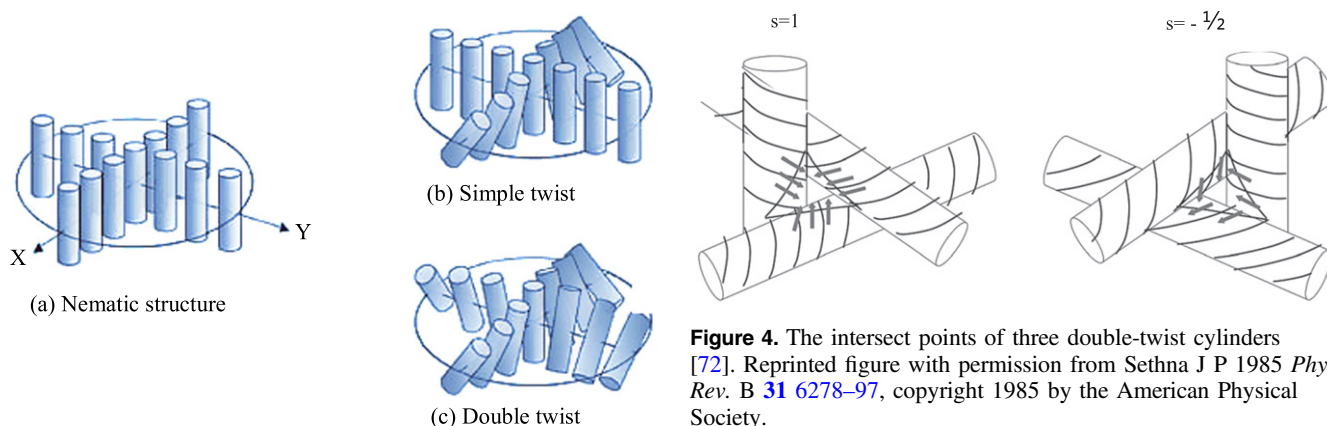 X
Y
(a) Nematic structure
(b) Simple twist
(c) Double twist
s=1
s= - ½
Figure 4. The intersect points of three double-twist cylinders
[72]. Reprinted figure with permission from Sethna J P 1985 Phy
Rev. B 31 6278–97, copyright 1985 by the American Physical
Society.